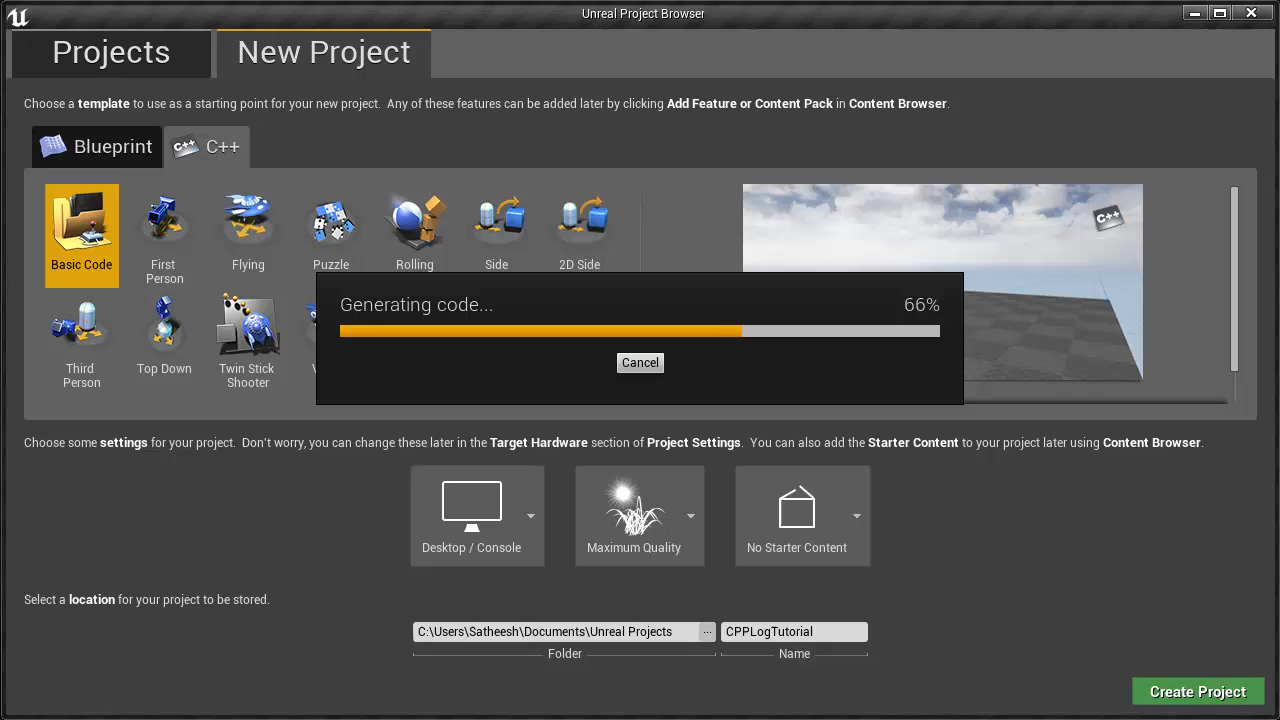 Unreal Project Browser
Projects
New Project
Choose a template to use as a starting point for your new project.  Any of these features can be added later by clicking Add Feature or Content Pack in Content Browser.
Blueprint
C++
C++
Basic Code
First
Person
Flying
Puzzle
Rolling
Side
2D Side
Generating code...
66%
Cancel
Third
Person
Top Down
Twin Stick
Shooter
Choose some settings for your project.  Don't worry, you can change these later in the Target Hardware section of Project Settings.  You can also add the Starter Content to your project later using Content Browser.
Desktop / Console
Maximum Quality
No Starter Content
Select a location for your project to be stored.
C:\Users\Satheesh\Documents\Unreal Projects
...
CPPLogTutorial
Folder
Name
Create Project